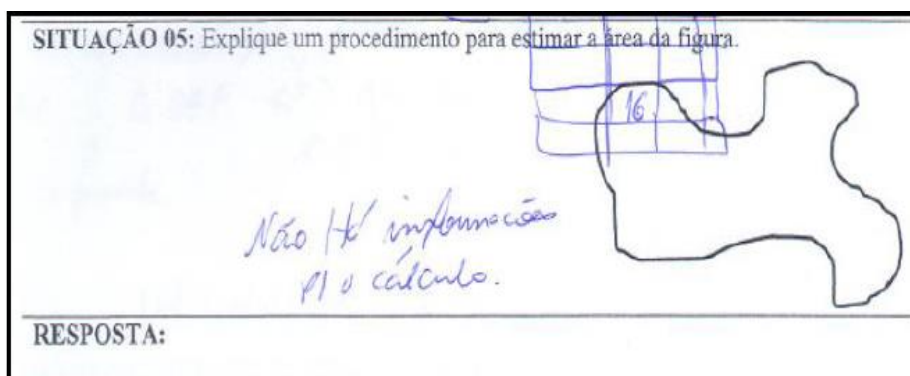 SITUAÇÃO 05: Explique um procedimento para estimar a área da figura.
16
Não Há informações
p/ o cálculo.
RESPOSTA: